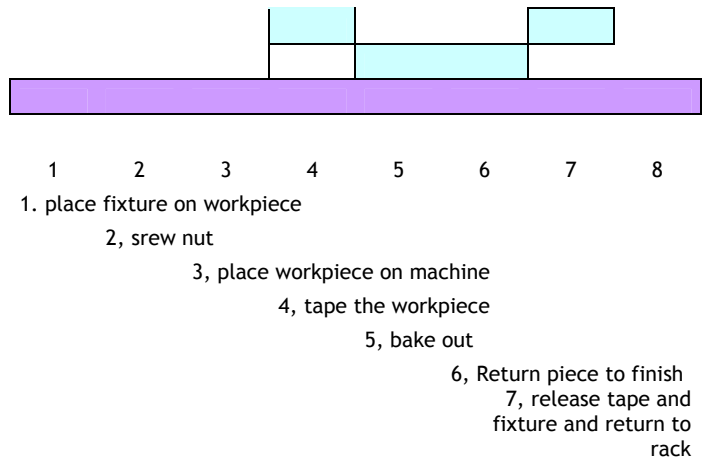 1 2 3 4 5 6 7 8
1. place fixture on workpiece
2, srew nut
3, place workpiece on machine
4, tape the workpiece
5, bake out
6, Return piece to finish
7, release tape and
fixture and return to
rack